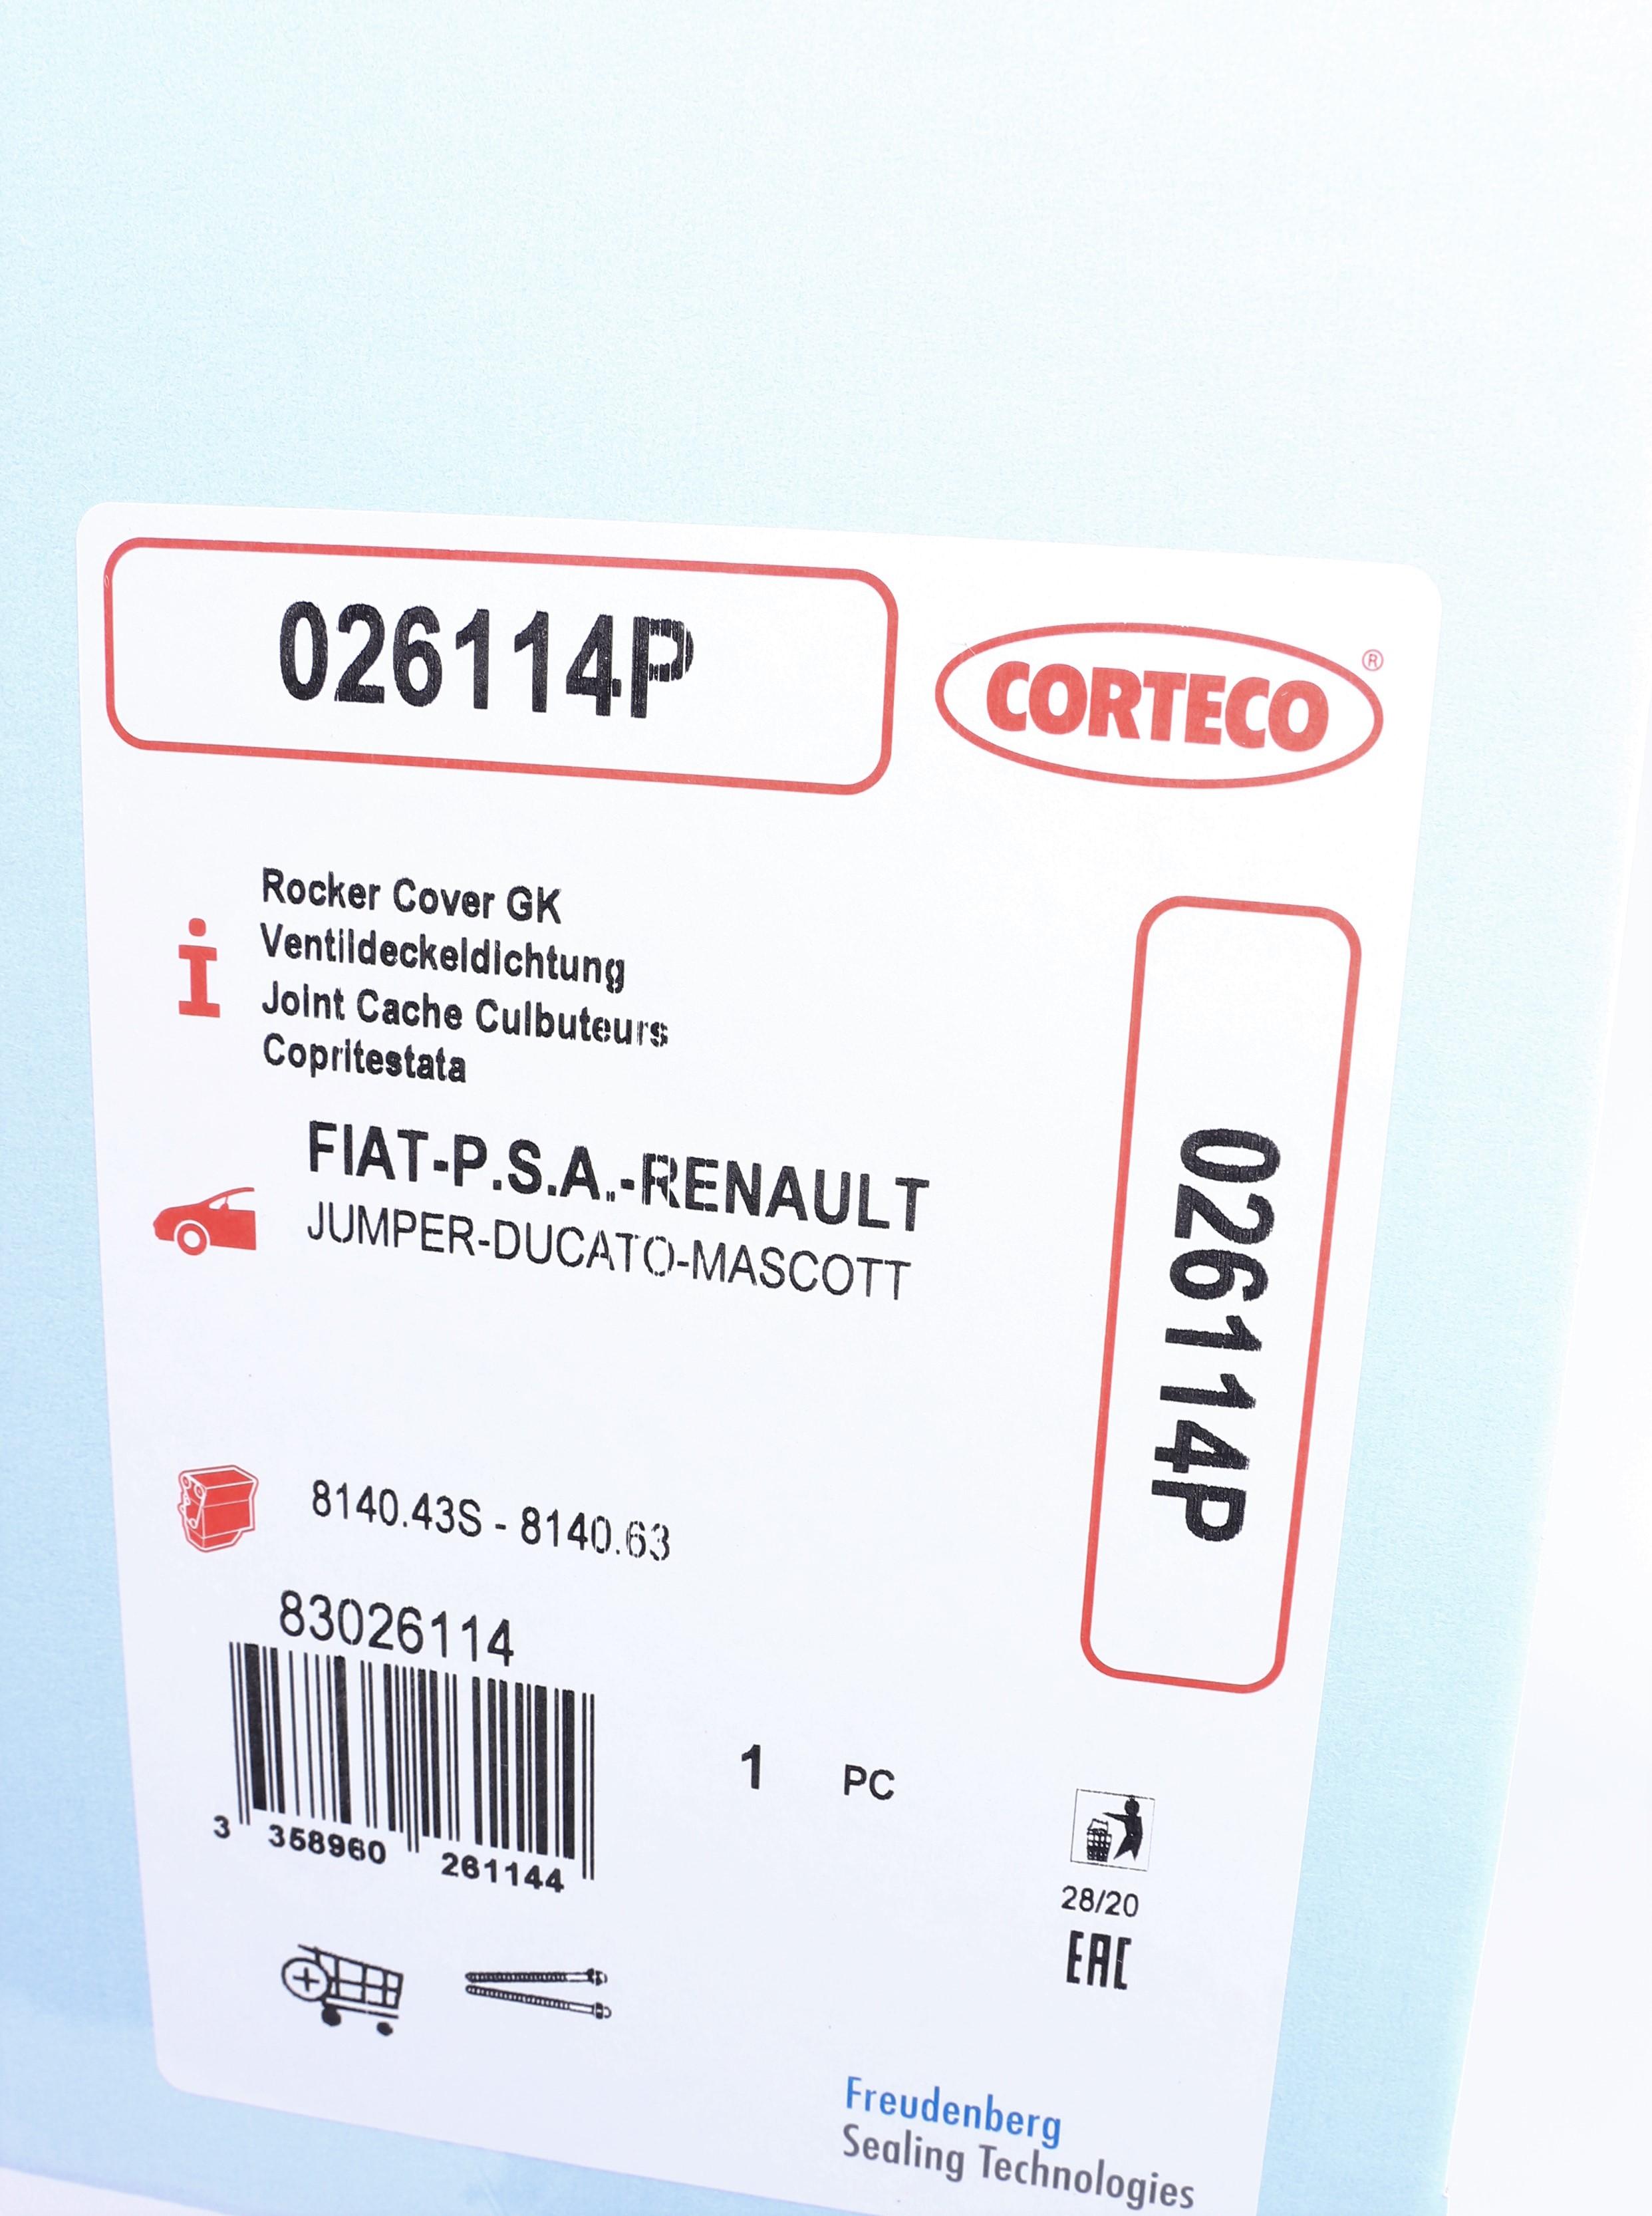 026114P
CORTECO®
Rocker Cover GK
Ventildeckeldichtung
Joint Cache Culbuteurs
Copritestata
FIAT-P.S.A.-RENAULT
JUMPER-DUCATO-MASCOTT
026114P
8140.43S - 8140.63
83026114
3 358960 261144
1 PC
28/20
EAC
Freudenberg
Sealing Technologies